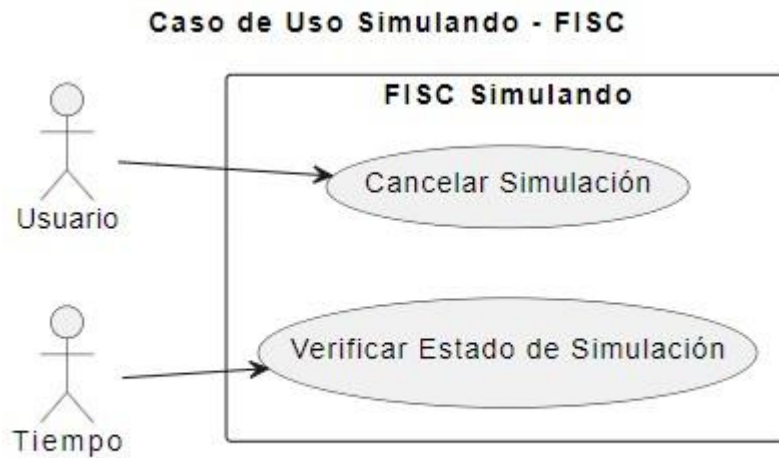 Caso de Uso Simulando - FISC
FISC Simulando
Cancelar Simulación
Usuario
Verificar Estado de Simulación
Tiempo